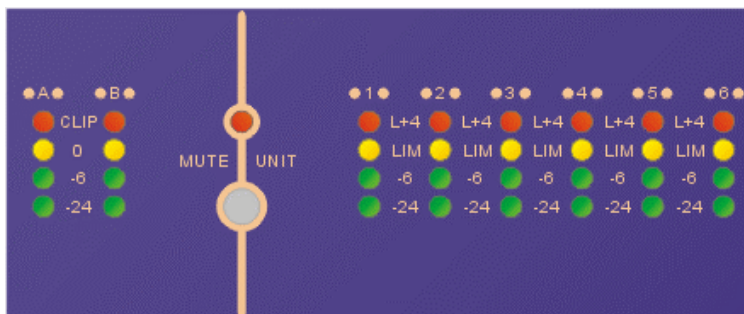 A B 1 2 3 4 5 6
CLIP L+4 L+4 L+4 L+4 L+4
0 LIM LIM LIM LIM LIM
MUTE UNIT
-6 -6 -6 -6 -6 -6
-24 -24 -24 -24 -24 -24